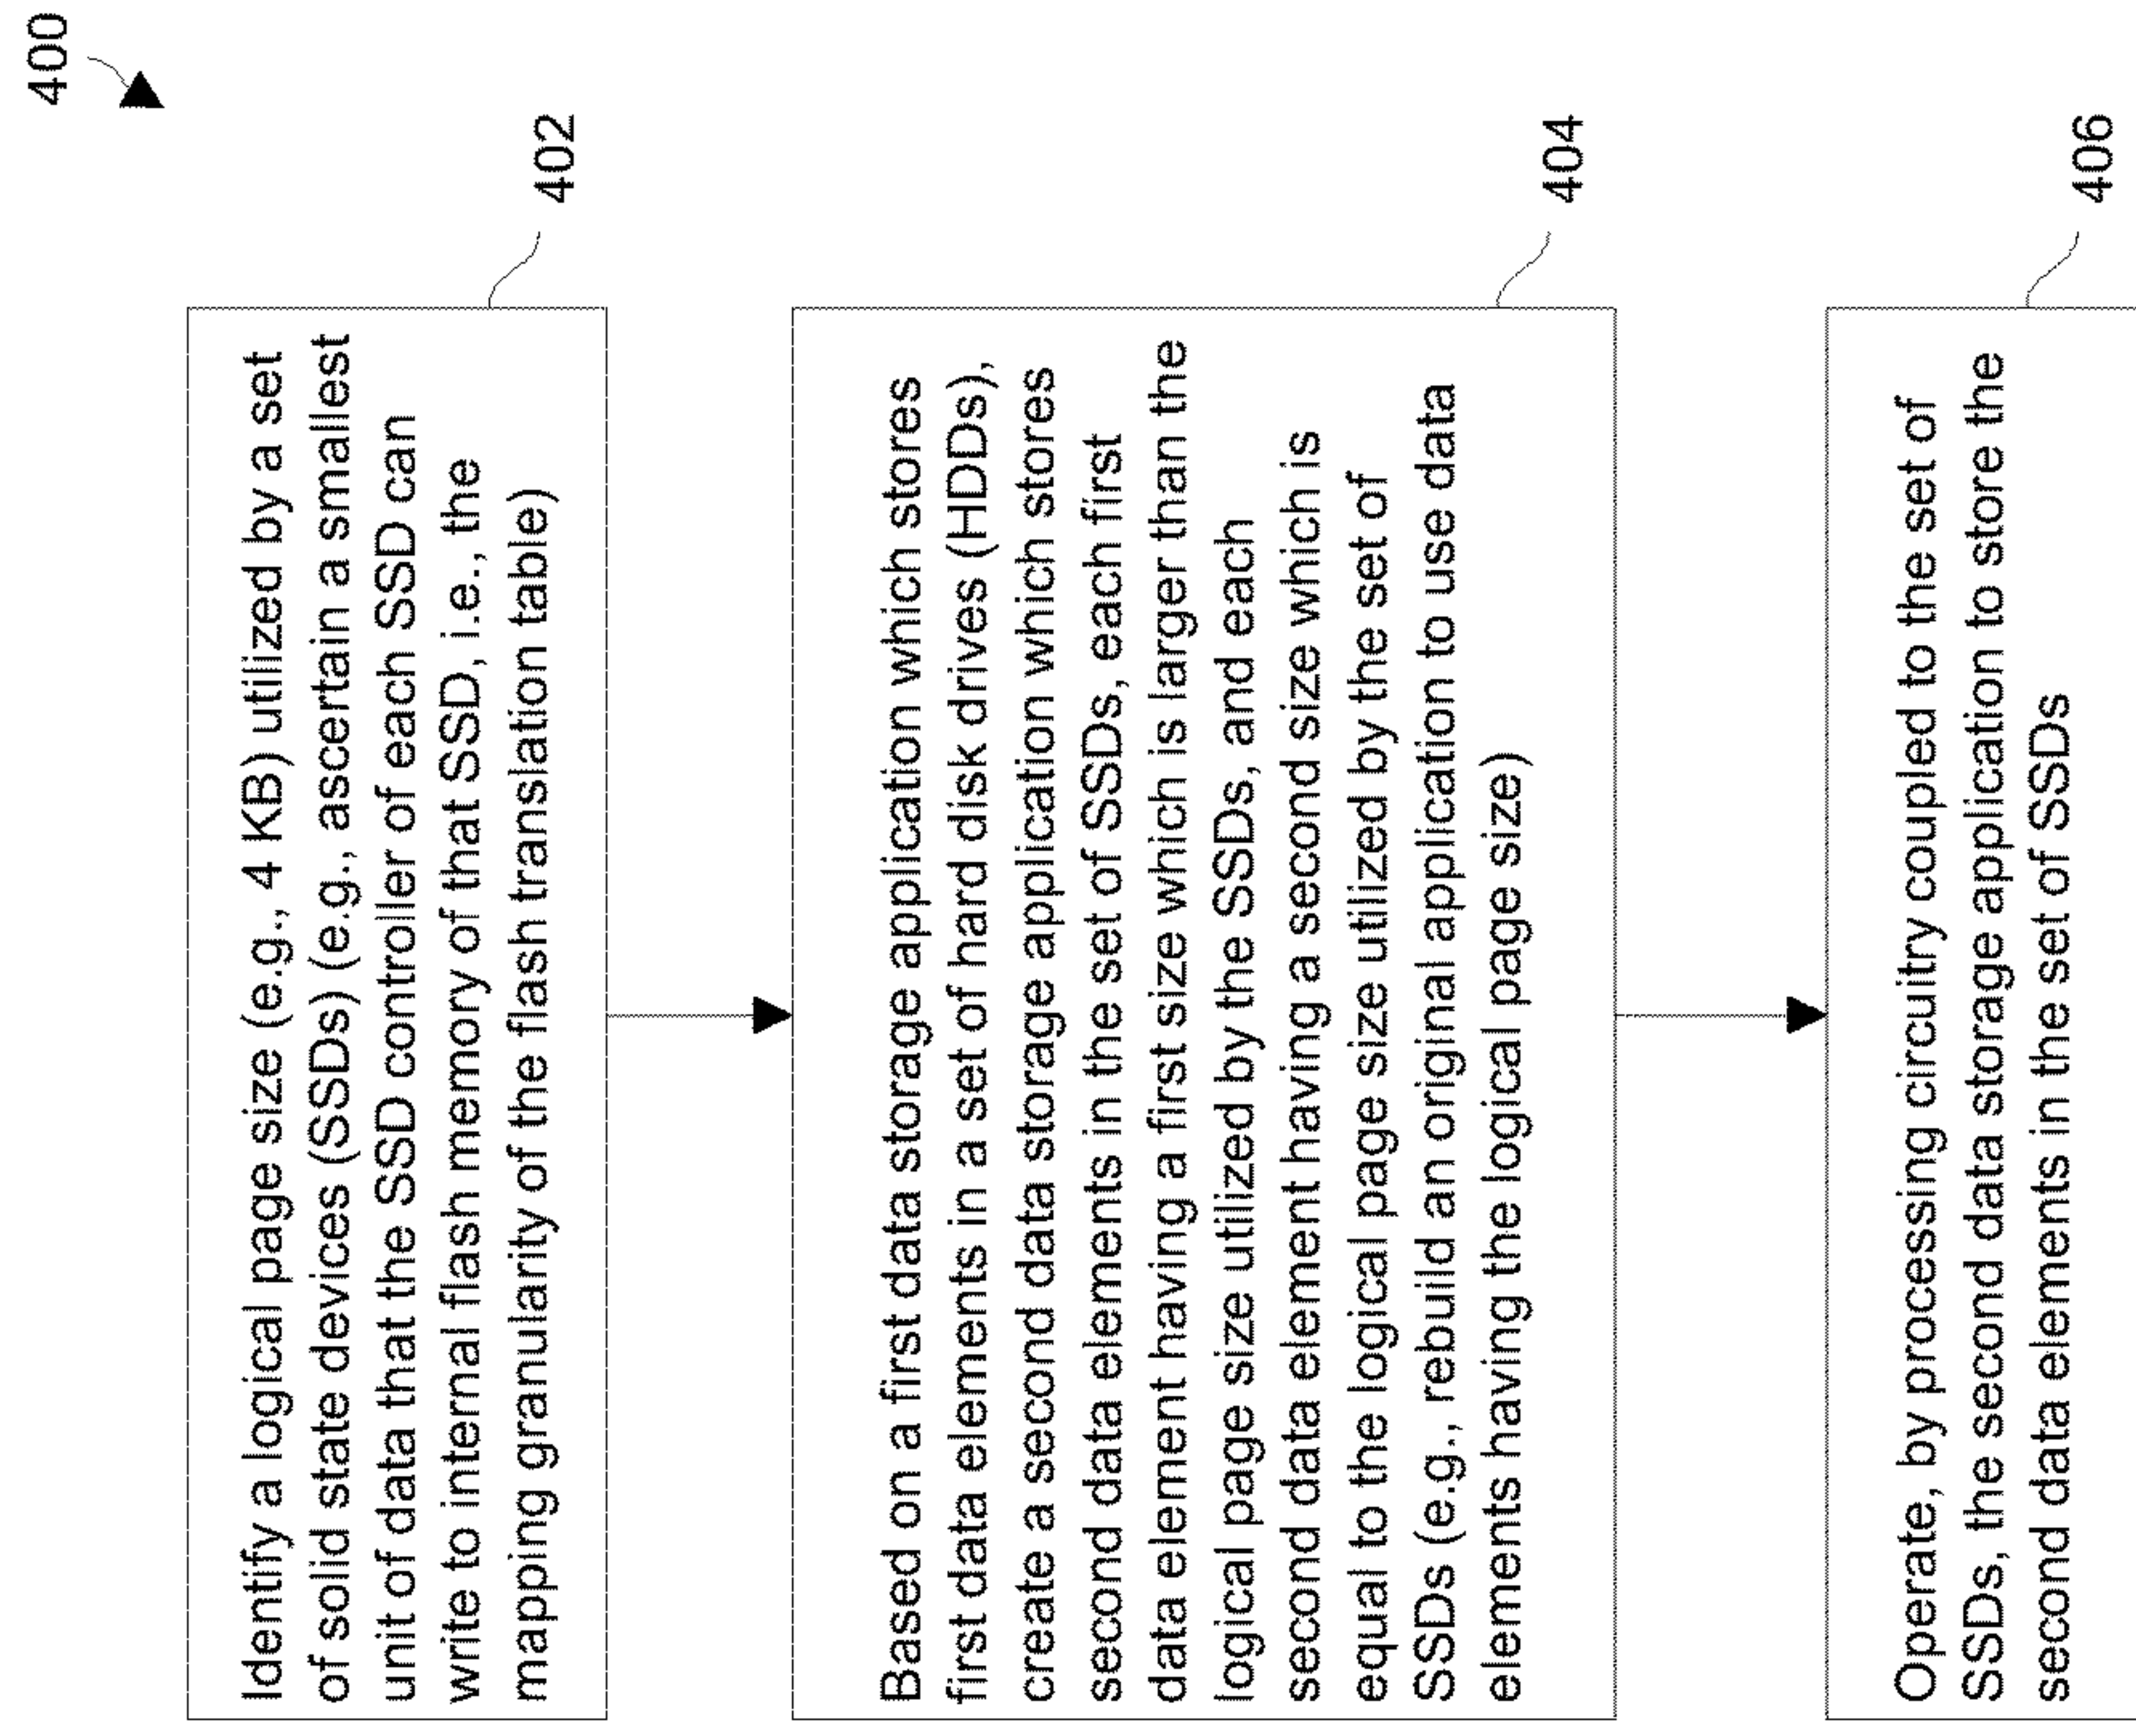 400
Identify a logical page size (e.g., 4 KB) utilized by a set
of solid state devices (SSDs) (e.g., ascertain a smallest
unit of data that the SSD controller of each SSD can
write to internal flash memory of that SSD, i.e., the
mapping granularity of the flash translation table)
402
Based on a first data storage application which stores
first data elements in a set of hard disk drives (HDDs),
create a second data storage application which stores
second data elements in the set of SSDs, each first
data element having a first size which is larger than the
logical page size utilized by the SSDs, and each
second data element having a second size which is
equal to the logical page size utilized by the set of
SSDs (e.g., rebuild an original application to use data
elements having the logical page size)
404
Operate, by processing circuitry coupled to the set of
SSDs, the second data storage application to store the
second data elements in the set of SSDs
406